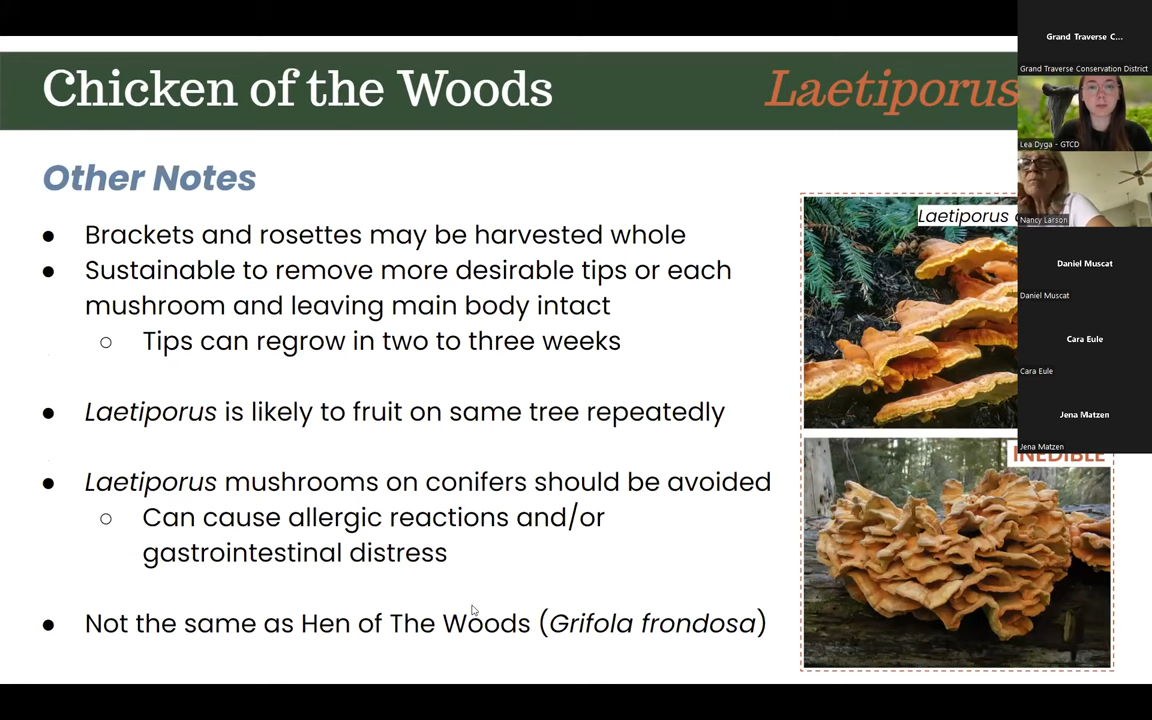 Chicken of the Woods
Laetiporus
Other Notes
● Brackets and rosettes may be harvested whole
● Sustainable to remove more desirable tips or each
mushroom and leaving main body intact
○ Tips can regrow in two to three weeks
● Laetiporus is likely to fruit on same tree repeatedly
● Laetiporus mushrooms on conifers should be avoided
○ Can cause allergic reactions and/or
gastrointestinal distress
● Not the same as Hen of The Woods (Grifola frondosa)
Laetiporus
INEDIBLE
Grand Traverse C...
Grand Traverse Conservation District
Lea Dyga - GTCD
Nancy Larson
Daniel Muscat
Daniel Muscat
Cara Eule
Cara Eule
Jena Matzen
Jena Matzen